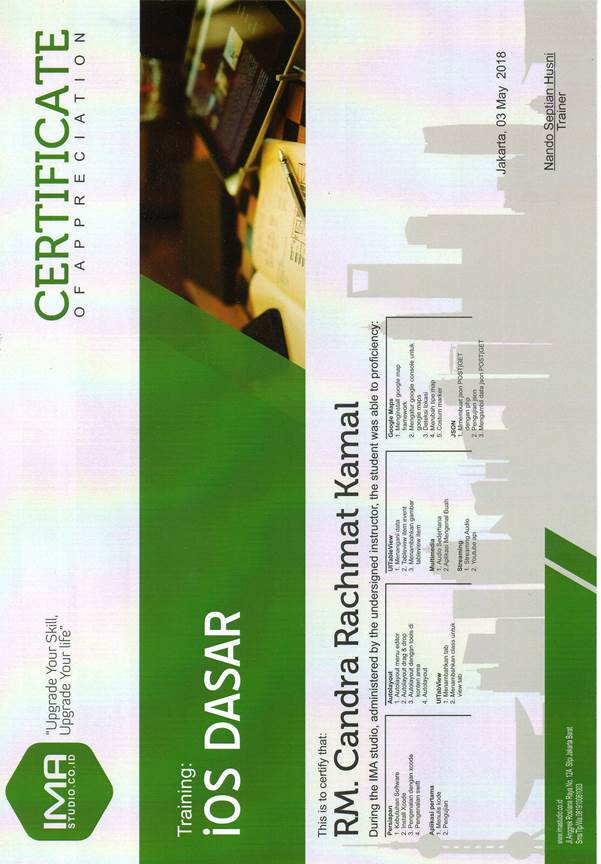 IMA
STUDIO.CO.ID
“Upgrade Your Skill,
Upgrade Your life”
CERTIFICATE
OF APPRECIATION
Training:
iOS DASAR
This is to certify that:
RM. Candra Rachmat Kamal
During the IMA studio, administered by the undersigned instructor, the student was able to proficiency:
Persiapan
1. Kebutuhan Software
2. Install Xcode
3. Pengenalan dengan xcode
4. Pengenalan swift
Aplikasi pertama
1. Menulis kode
2. Pengujian
Autolayout
1. Autolayout menu editor
2. Autolayout drag & drop
3. Autolayout dengan tools di
konten area
4. Autolayout
UITabView
1. Menambahkan tab
2. Menambahkan class untuk
view tab
UITableView
1. Menangani data
2. Tableview item event
3. Menambahkan gambar
tableview item
Multimedia
1. Audio Sederhana
2.Aplikasi Mengenal Buah
Streaming
1. Streaming Audio
2. Youtube api
Google Maps
1. Menginstall google map
framework
2. Mengatur google console untuk
google maps
3. Dateksi lokasi
4. Merubah tipe map
5. Costum marker
JSON
1. Mmembuat json POST|GET
dengan php
2. Pengujian json
3. Mengambil data json POST|GET
Jakarta, 03 May 2018
Nando Septian Husni
Trainer
www.imastudio.co.id
Jl.Anggrek Rosliana Raya No. 12A Slipi Jakarta Barat
Sms/Tlp/Wa.081910061003